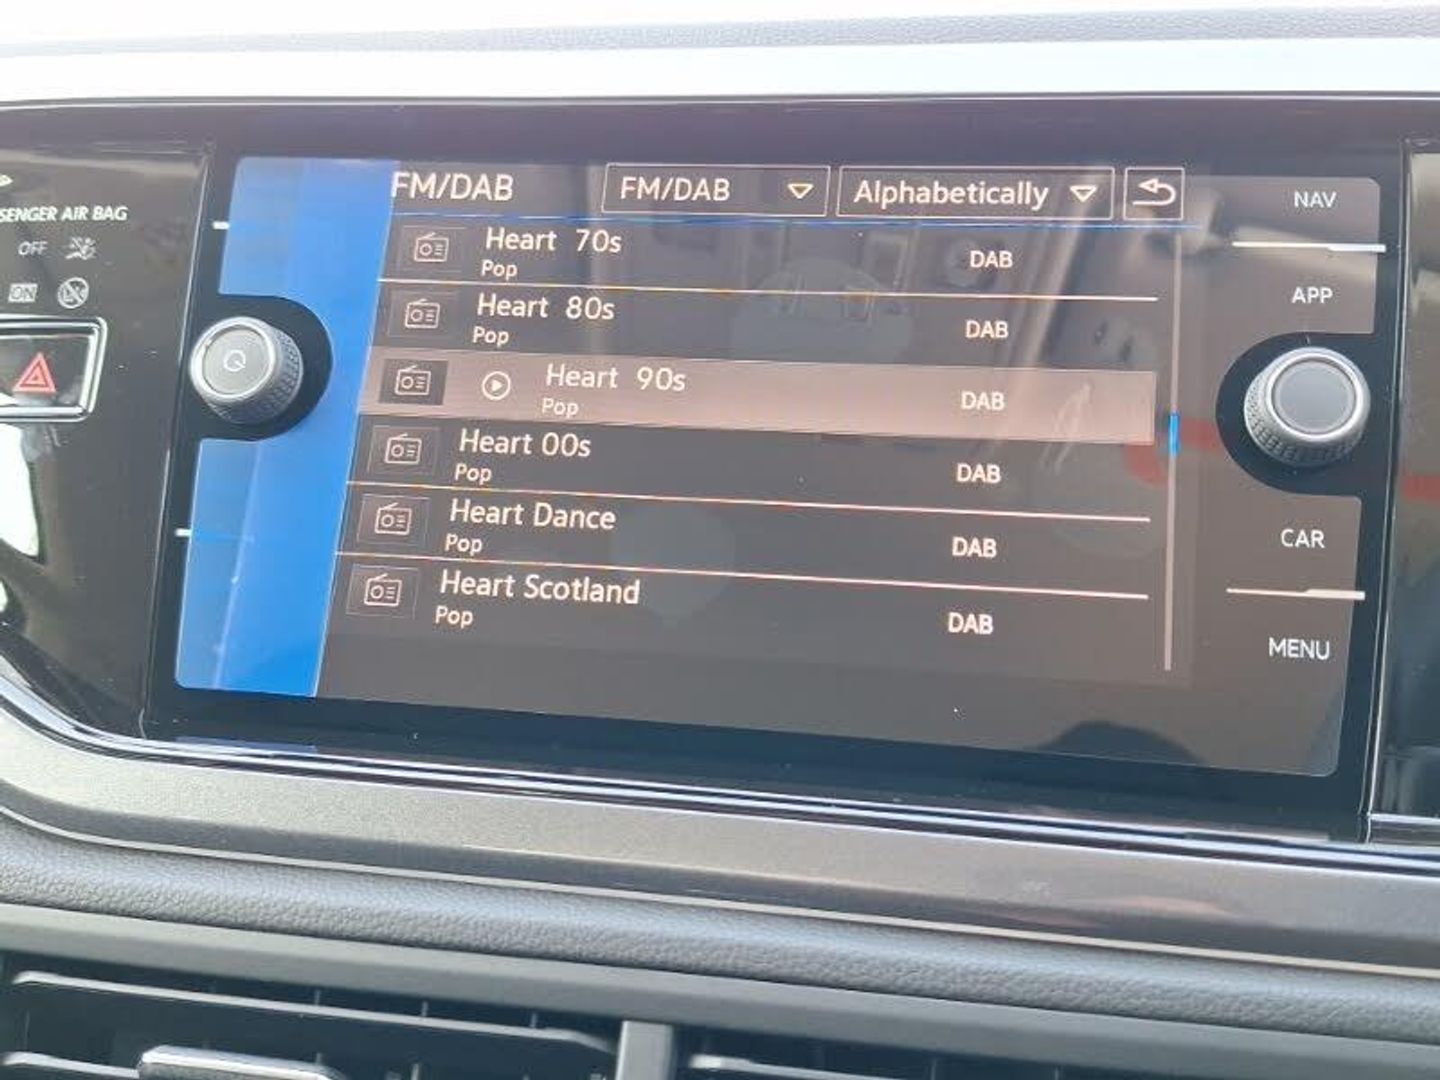 SENGER AIR BAG
OFF
ON
FM/DAB
FM/DAB
Alphabetically
Heart 70s
Pop
DAB
Heart 80s
Pop
DAB
Heart 90s
Pop
DAB
Heart 00s
Pop
DAB
Heart Dance
Pop
DAB
Heart Scotland
Pop
DAB
NAV
APP
CAR
MENU